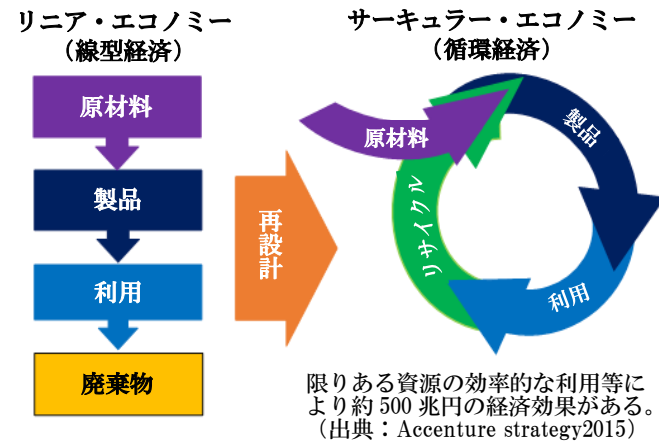 リニア・エコノミー
（線型経済）
原材料
製品
利用
廃棄物
再設計
サーキュラー・エコノミー
（循環経済）
原材料
製品
利用
リサイクル
限りある資源の効率的な利用等に
より約500兆円の経済効果がある。
（出典：Accenture strategy2015）